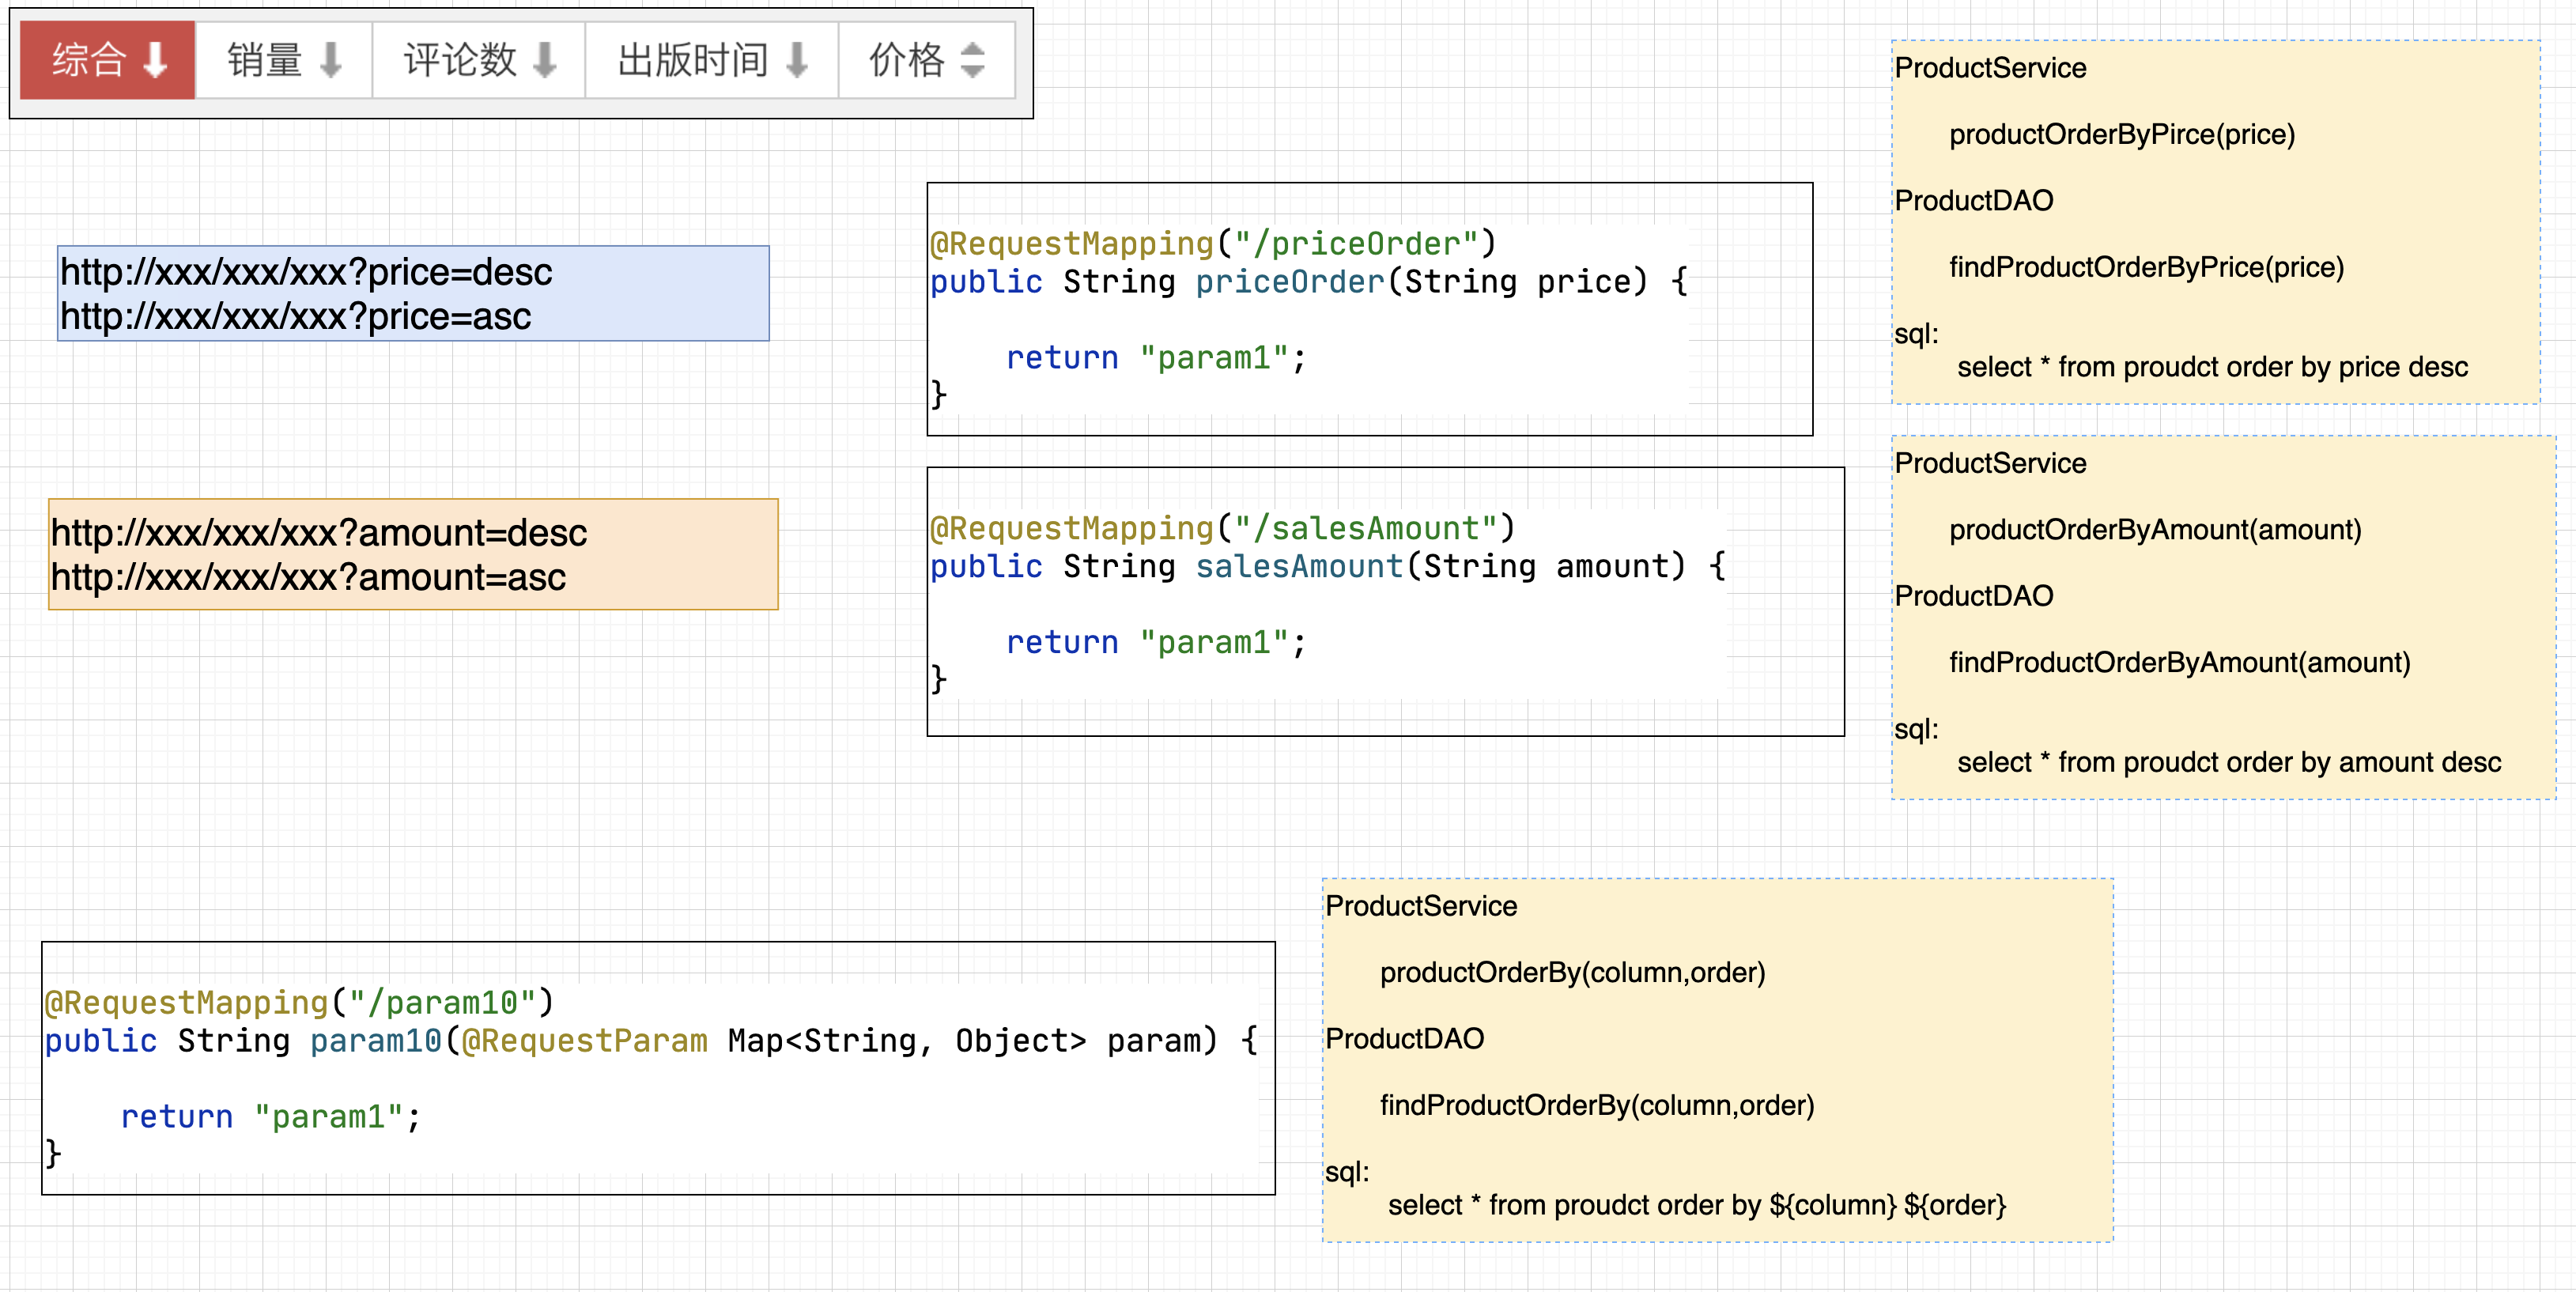 综合 销量 评论数 出版时间 价格
http://xxx/xxx/xxx?price=desc
http://xxx/xxx/xxx?price=asc
@RequestMapping("/priceOrder")
public String priceOrder(String price) {
return "param1";
}
ProductService
productOrderByPirce(price)
ProductDAO
findProductOrderByPrice(price)
sql:
select * from proudct order by price desc
http://xxx/xxx/xxx?amount=desc
http://xxx/xxx/xxx?amount=asc
@RequestMapping("/salesAmount")
public String salesAmount(String amount) {
return "param1";
}
ProductService
productOrderByAmount(amount)
ProductDAO
findProductOrderByAmount(amount)
sql:
select * from proudct order by amount desc
@RequestMapping("/param10")
public String param10(@RequestParam Map<String, Object> param) {
return "param1";
}
ProductService
productOrderBy(column,order)
ProductDAO
findProductOrderBy(column,order)
sql:
select * from proudct order by ${column} ${order}